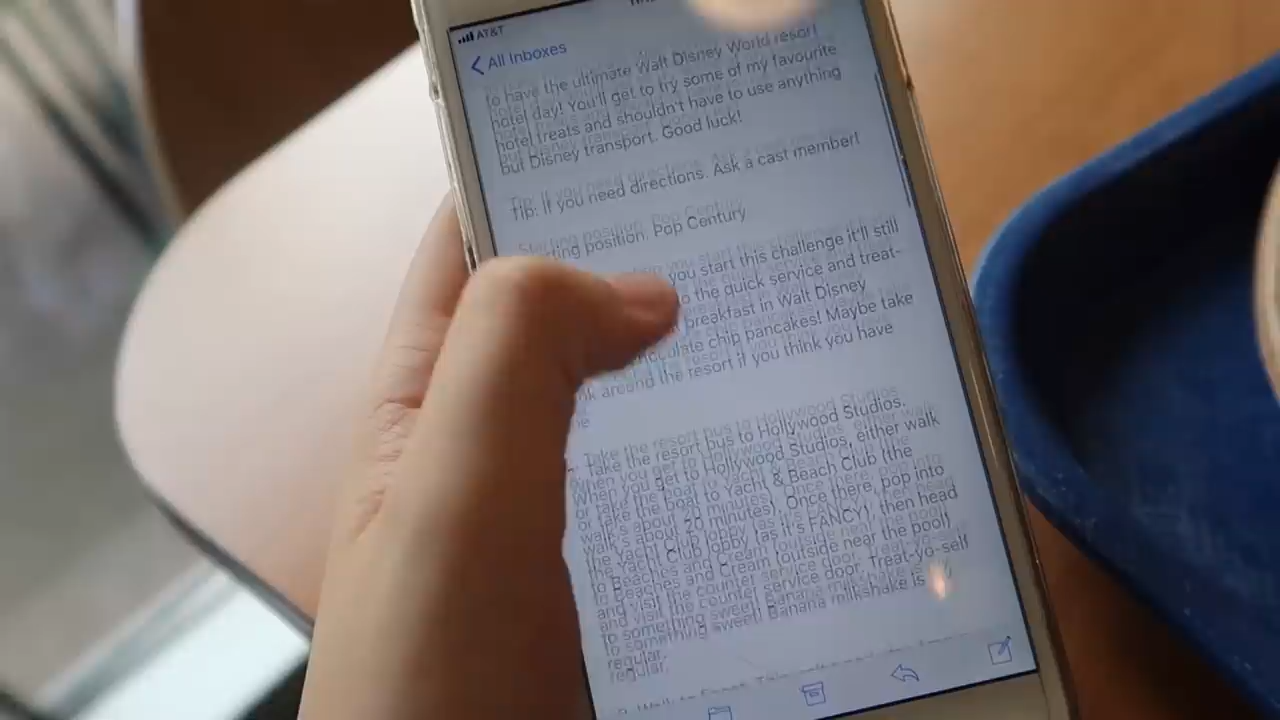 AT&T
All Inboxes
to have the ultimate Walt Disney World resort
hotel day! You'll get to try some of my favourite
hotel treats and shouldn't have to use anything
but Disney transport. Good luck!
Tip: If you need directions. Ask a cast member!
ting position. Pop Century
you start this challenge it'll still
o the quick service and treat-
breakfast in Walt Disney
hocolate chip pancakes! Maybe take
around the resort if you think you have
Take the resort bus to Hollywood Studios.
When you get to Hollywood Studios, either walk
or take the boat to Yacht & Beach Club (the
walk's about 20 minutes). Once there, pop into
the Yacht Club lobby (as it's FANCY), then head
to Beaches and Cream (outside near the pool)
and visit the counter service door. Treat-yo-self
to something sweet! Banana milkshake is
regular.